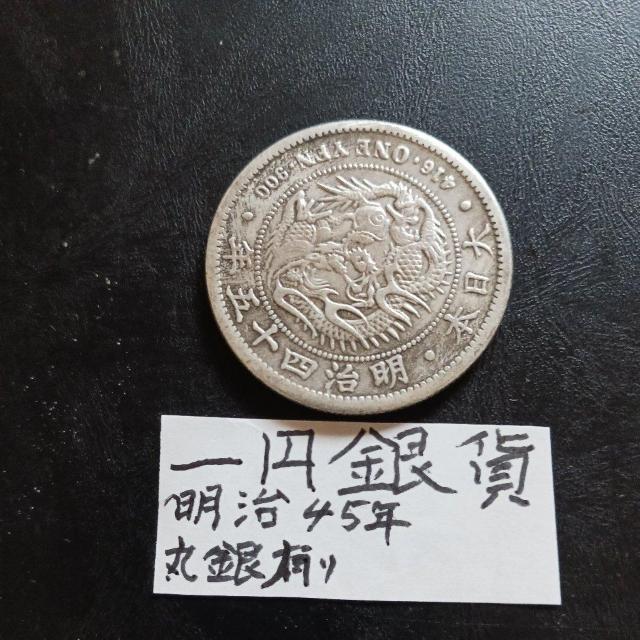 大日本・明治四十五年
416・ONE YEN・900
一円銀貨
明治45年
丸銀有り